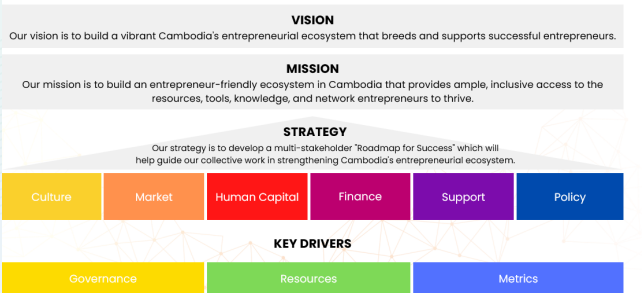 VISION
Our vision is to build a vibrant Cambodia's entrepreneurial ecosystem that breeds and supports successful entrepreneurs.
MISSION
Our mission is to build an entrepreneur-friendly ecosystem in Cambodia that provides ample, inclusive access to the
resources, tools, knowledge, and network entrepreneurs to thrive.
STRATEGY
Our strategy is to develop a multi-stakeholder "Roadmap for Success" which will
help guide our collective work in strengthening Cambodia's entrepreneurial ecosystem.
Culture Market Human Capital Finance Support Policy
KEY DRIVERS
Governance Resources Metrics